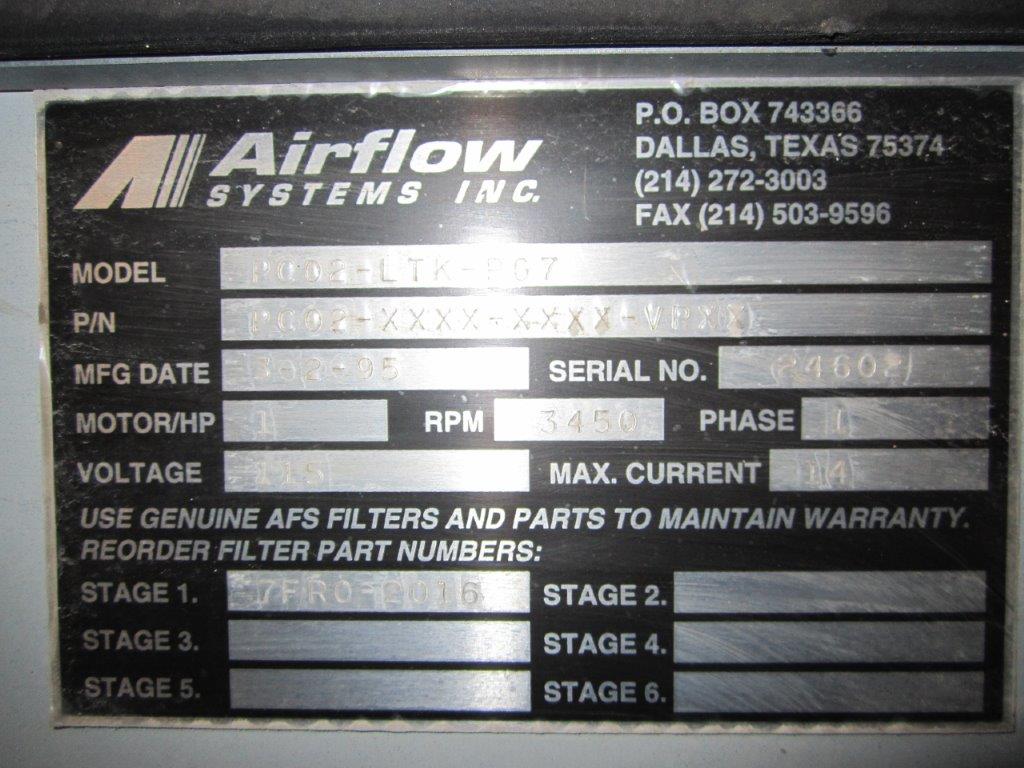 Airflow
SYSTEMS INC.
P.O. BOX 743366
DALLAS, TEXAS 75374
(214) 272-3003
FAX (214) 503-9596
MODEL PC02-LTK-PG7
P/N PC02-XXXX-XXXX-VPXX
MFG DATE 3-2-95 SERIAL NO. 24602
MOTOR/HP 1 RPM 3450 PHASE 1
VOLTAGE 115 MAX. CURRENT 14
USE GENUINE AFS FILTERS AND PARTS TO MAINTAIN WARRANTY.
REORDER FILTER PART NUMBERS:
STAGE 1. 7FRO-2016 STAGE 2.
STAGE 3. STAGE 4.
STAGE 5. STAGE 6.